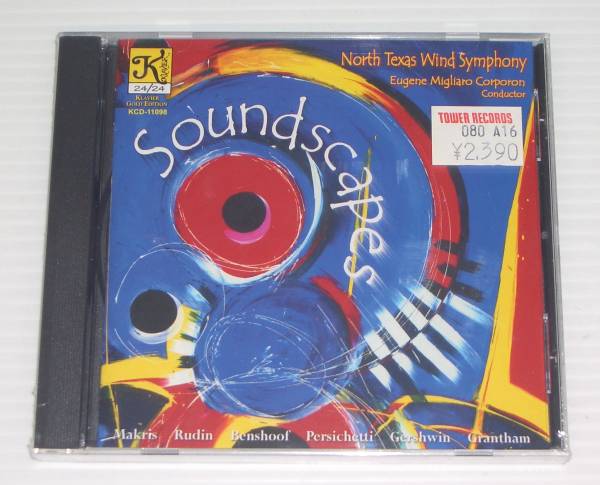 K
KLAVIER
24/24
KLAVIER
GOLD EDITION
KCD-11098
North Texas Wind Symphony
Eugene Migliaro Corporon
Conductor
TOWER RECORDS
080 A16
¥2,390
Soundscapes
Makris Rudin Benshoof Persichetti Gershwin Grantham